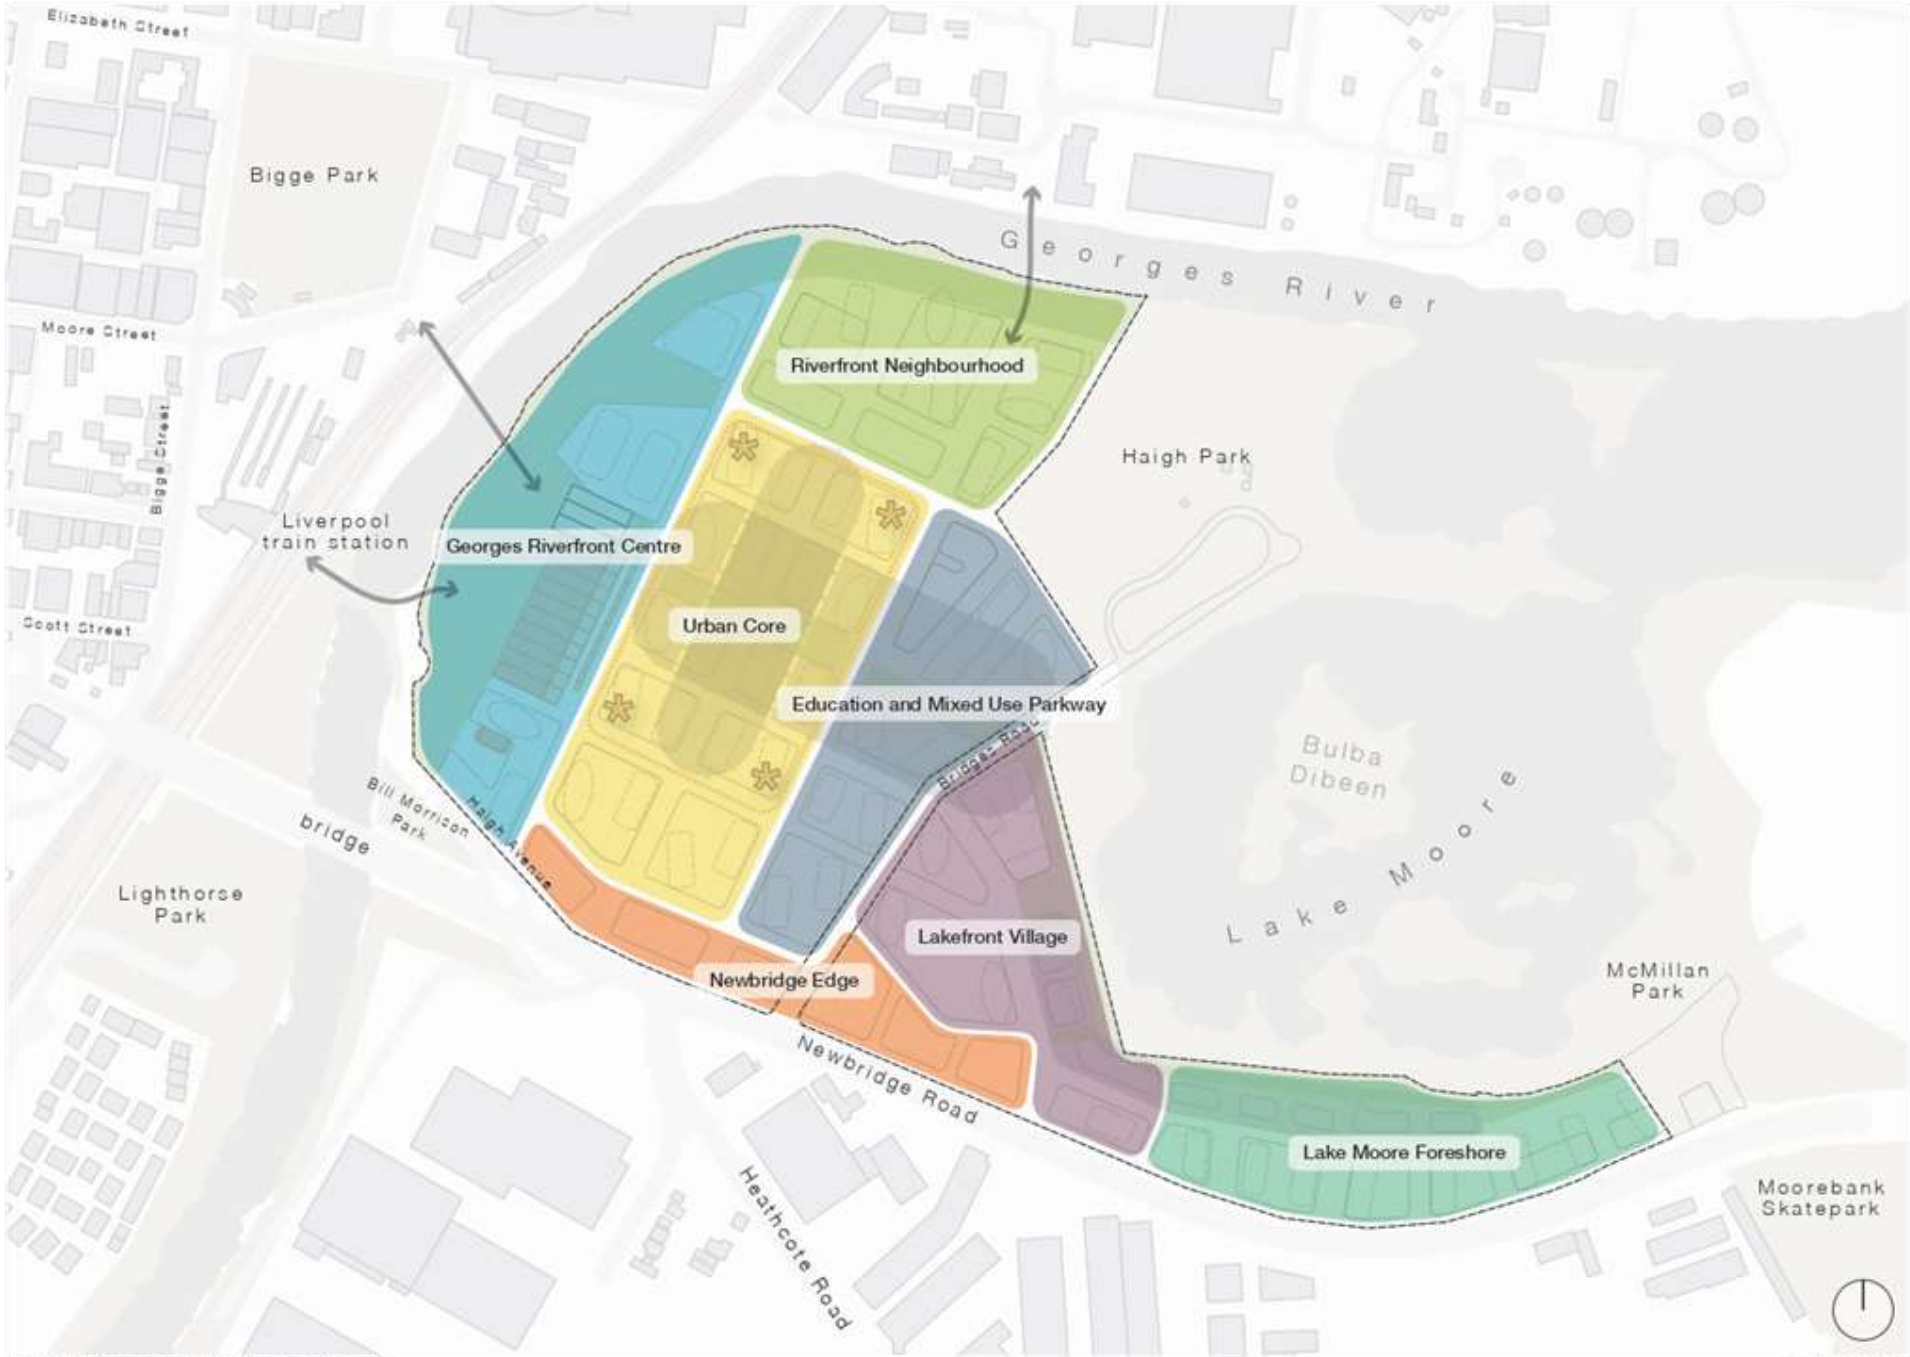 Elizabeth Street
Bigge Park
Georges River
Moore Street
Riverfront Neighbourhood
Bigge Street
Haigh Park
Liverpool
train station
Georges Riverfront Centre
Scott Street
Urban Core
Education and Mixed Use Parkway
Bridges Road
Bulba
Dibeen
Lake Moore
Bill Morrison
Park
Haigh Avenue
bridge
Lighthorse
Park
Lakefront Village
Newbridge Edge
McMillan
Park
Newbridge Road
Lake Moore Foreshore
Heathcote Road
Moorebank
Skatepark